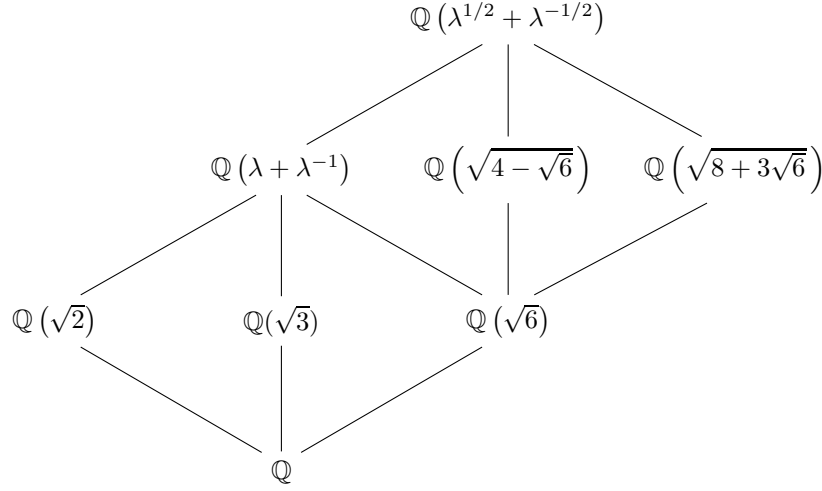 ℚ (λ^{1/2} + λ^{-1/2})
ℚ (λ + λ^{-1}) ℚ (√(4 − √6)) ℚ (√(8 + 3√6))
ℚ (√2) ℚ(√3) ℚ (√6)
ℚ